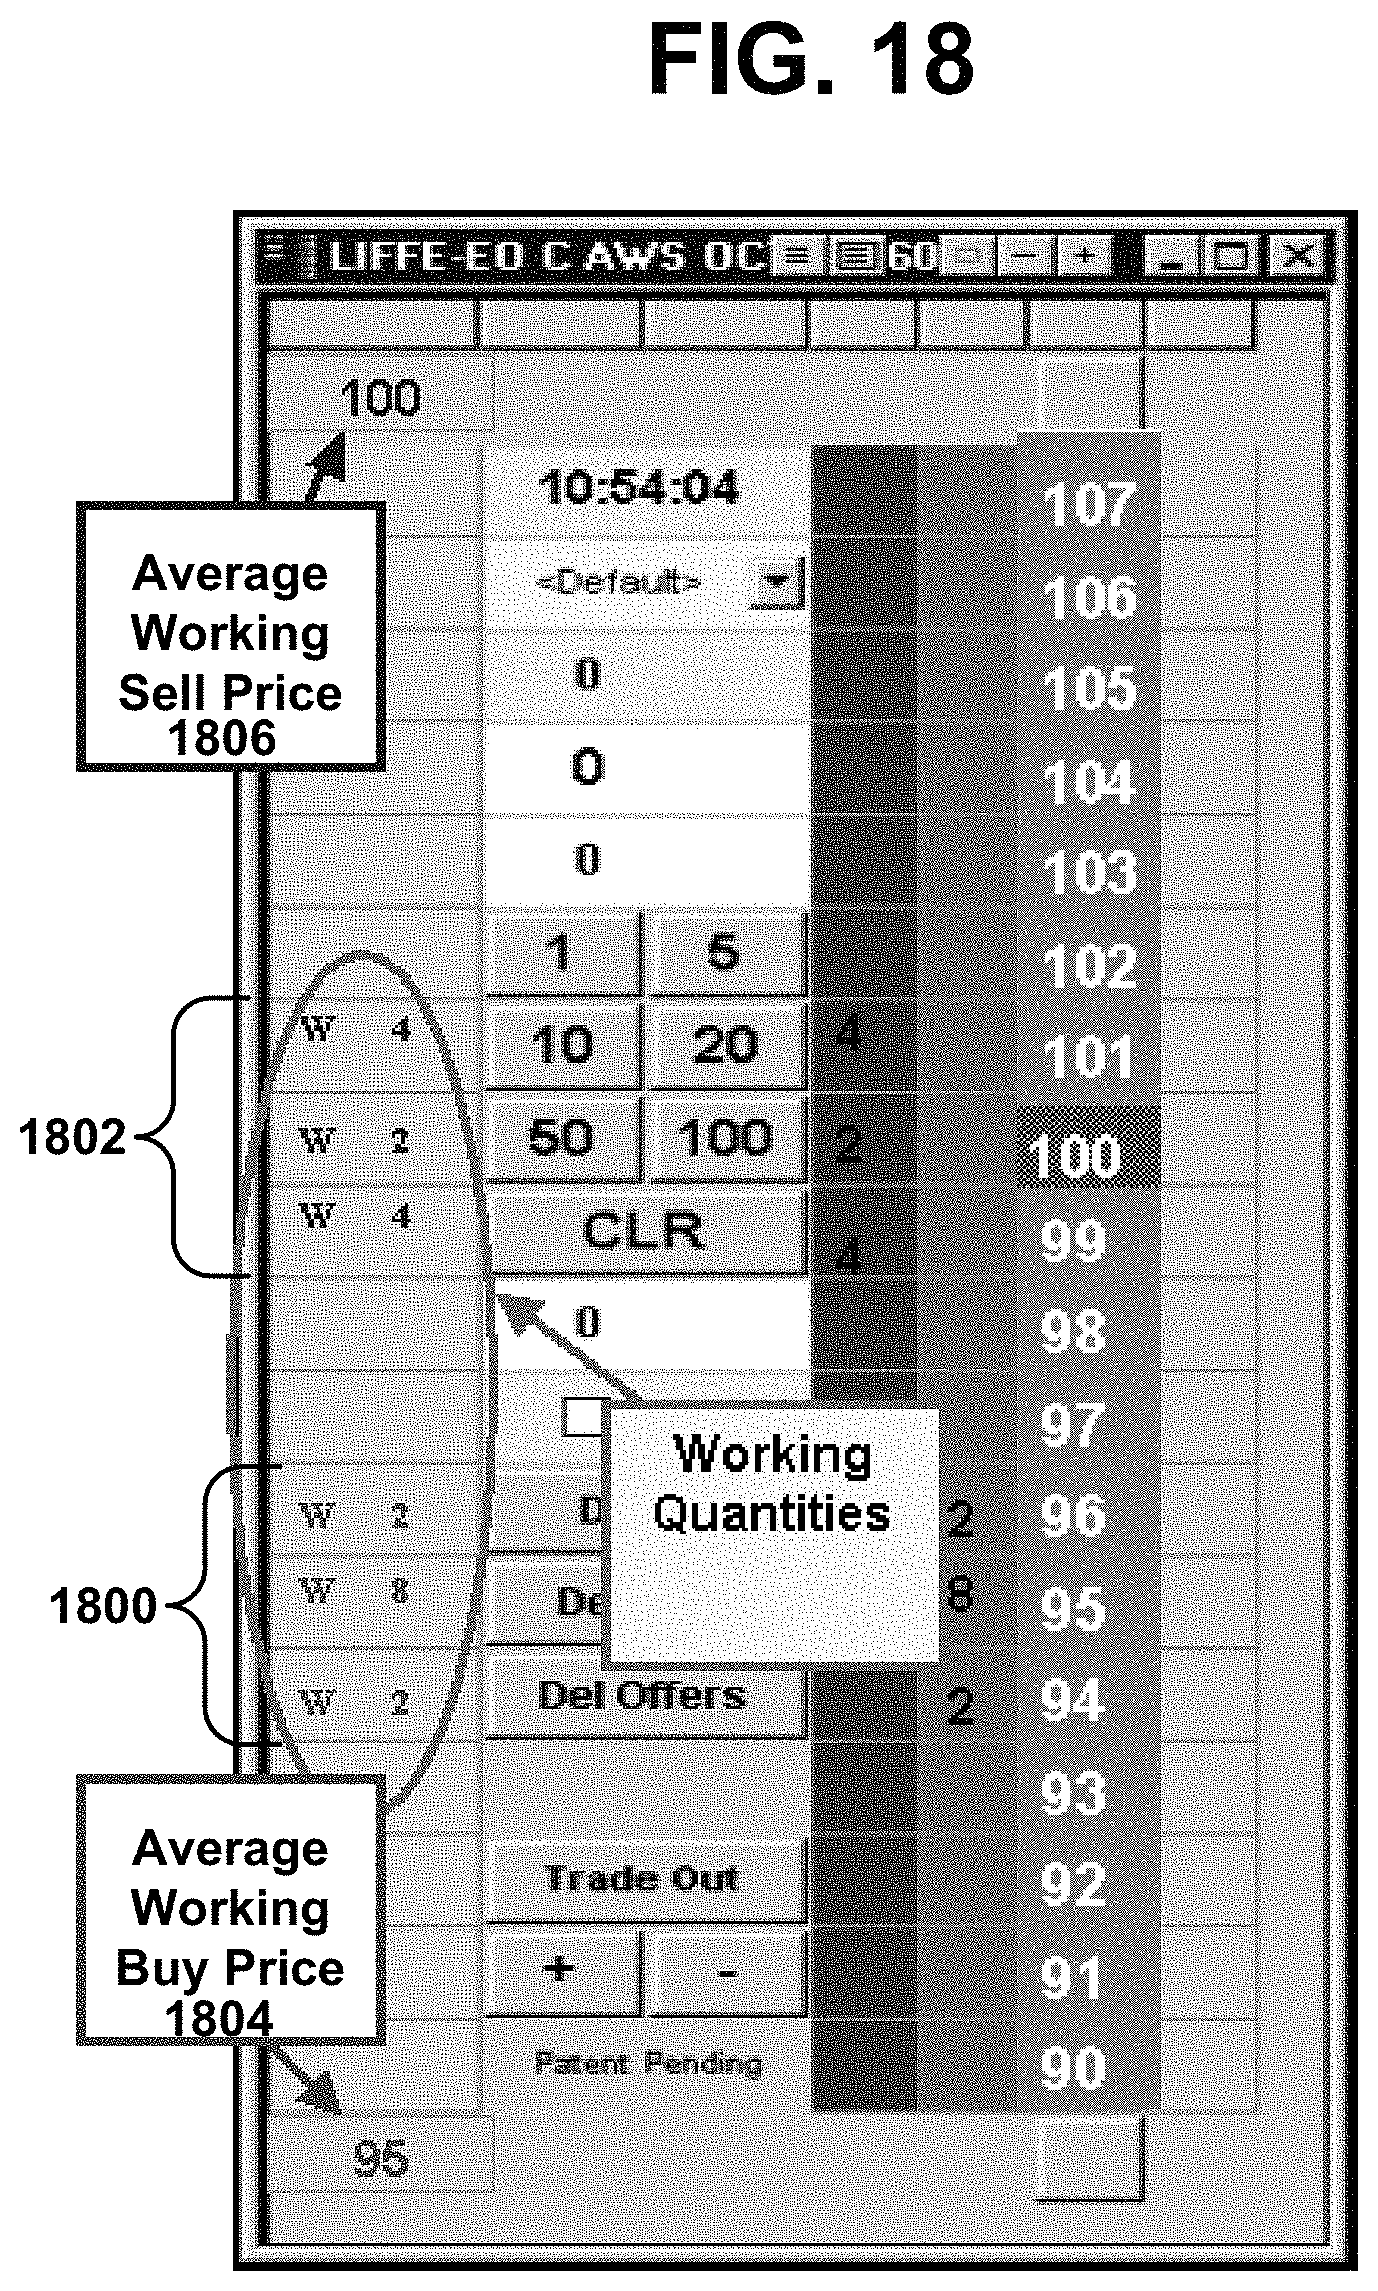 FIG. 18
LIFFE-EO C AWS OC 60
100
10:54:04
107
<Default>
106
Average
Working
Sell Price
1806
0
105
0
104
0
103
1 5
102
W 4
10 20
4
101
1802
W 2
50 100
2
100
W 4
CLR
4
99
0
98
97
Working
Quantities
W 2
D
2
96
1800
W 8
De
8
95
W 2
Del Offers
2
94
93
Average
Working
Buy Price
1804
Trade Out
92
+ -
91
Patent Pending
90
95